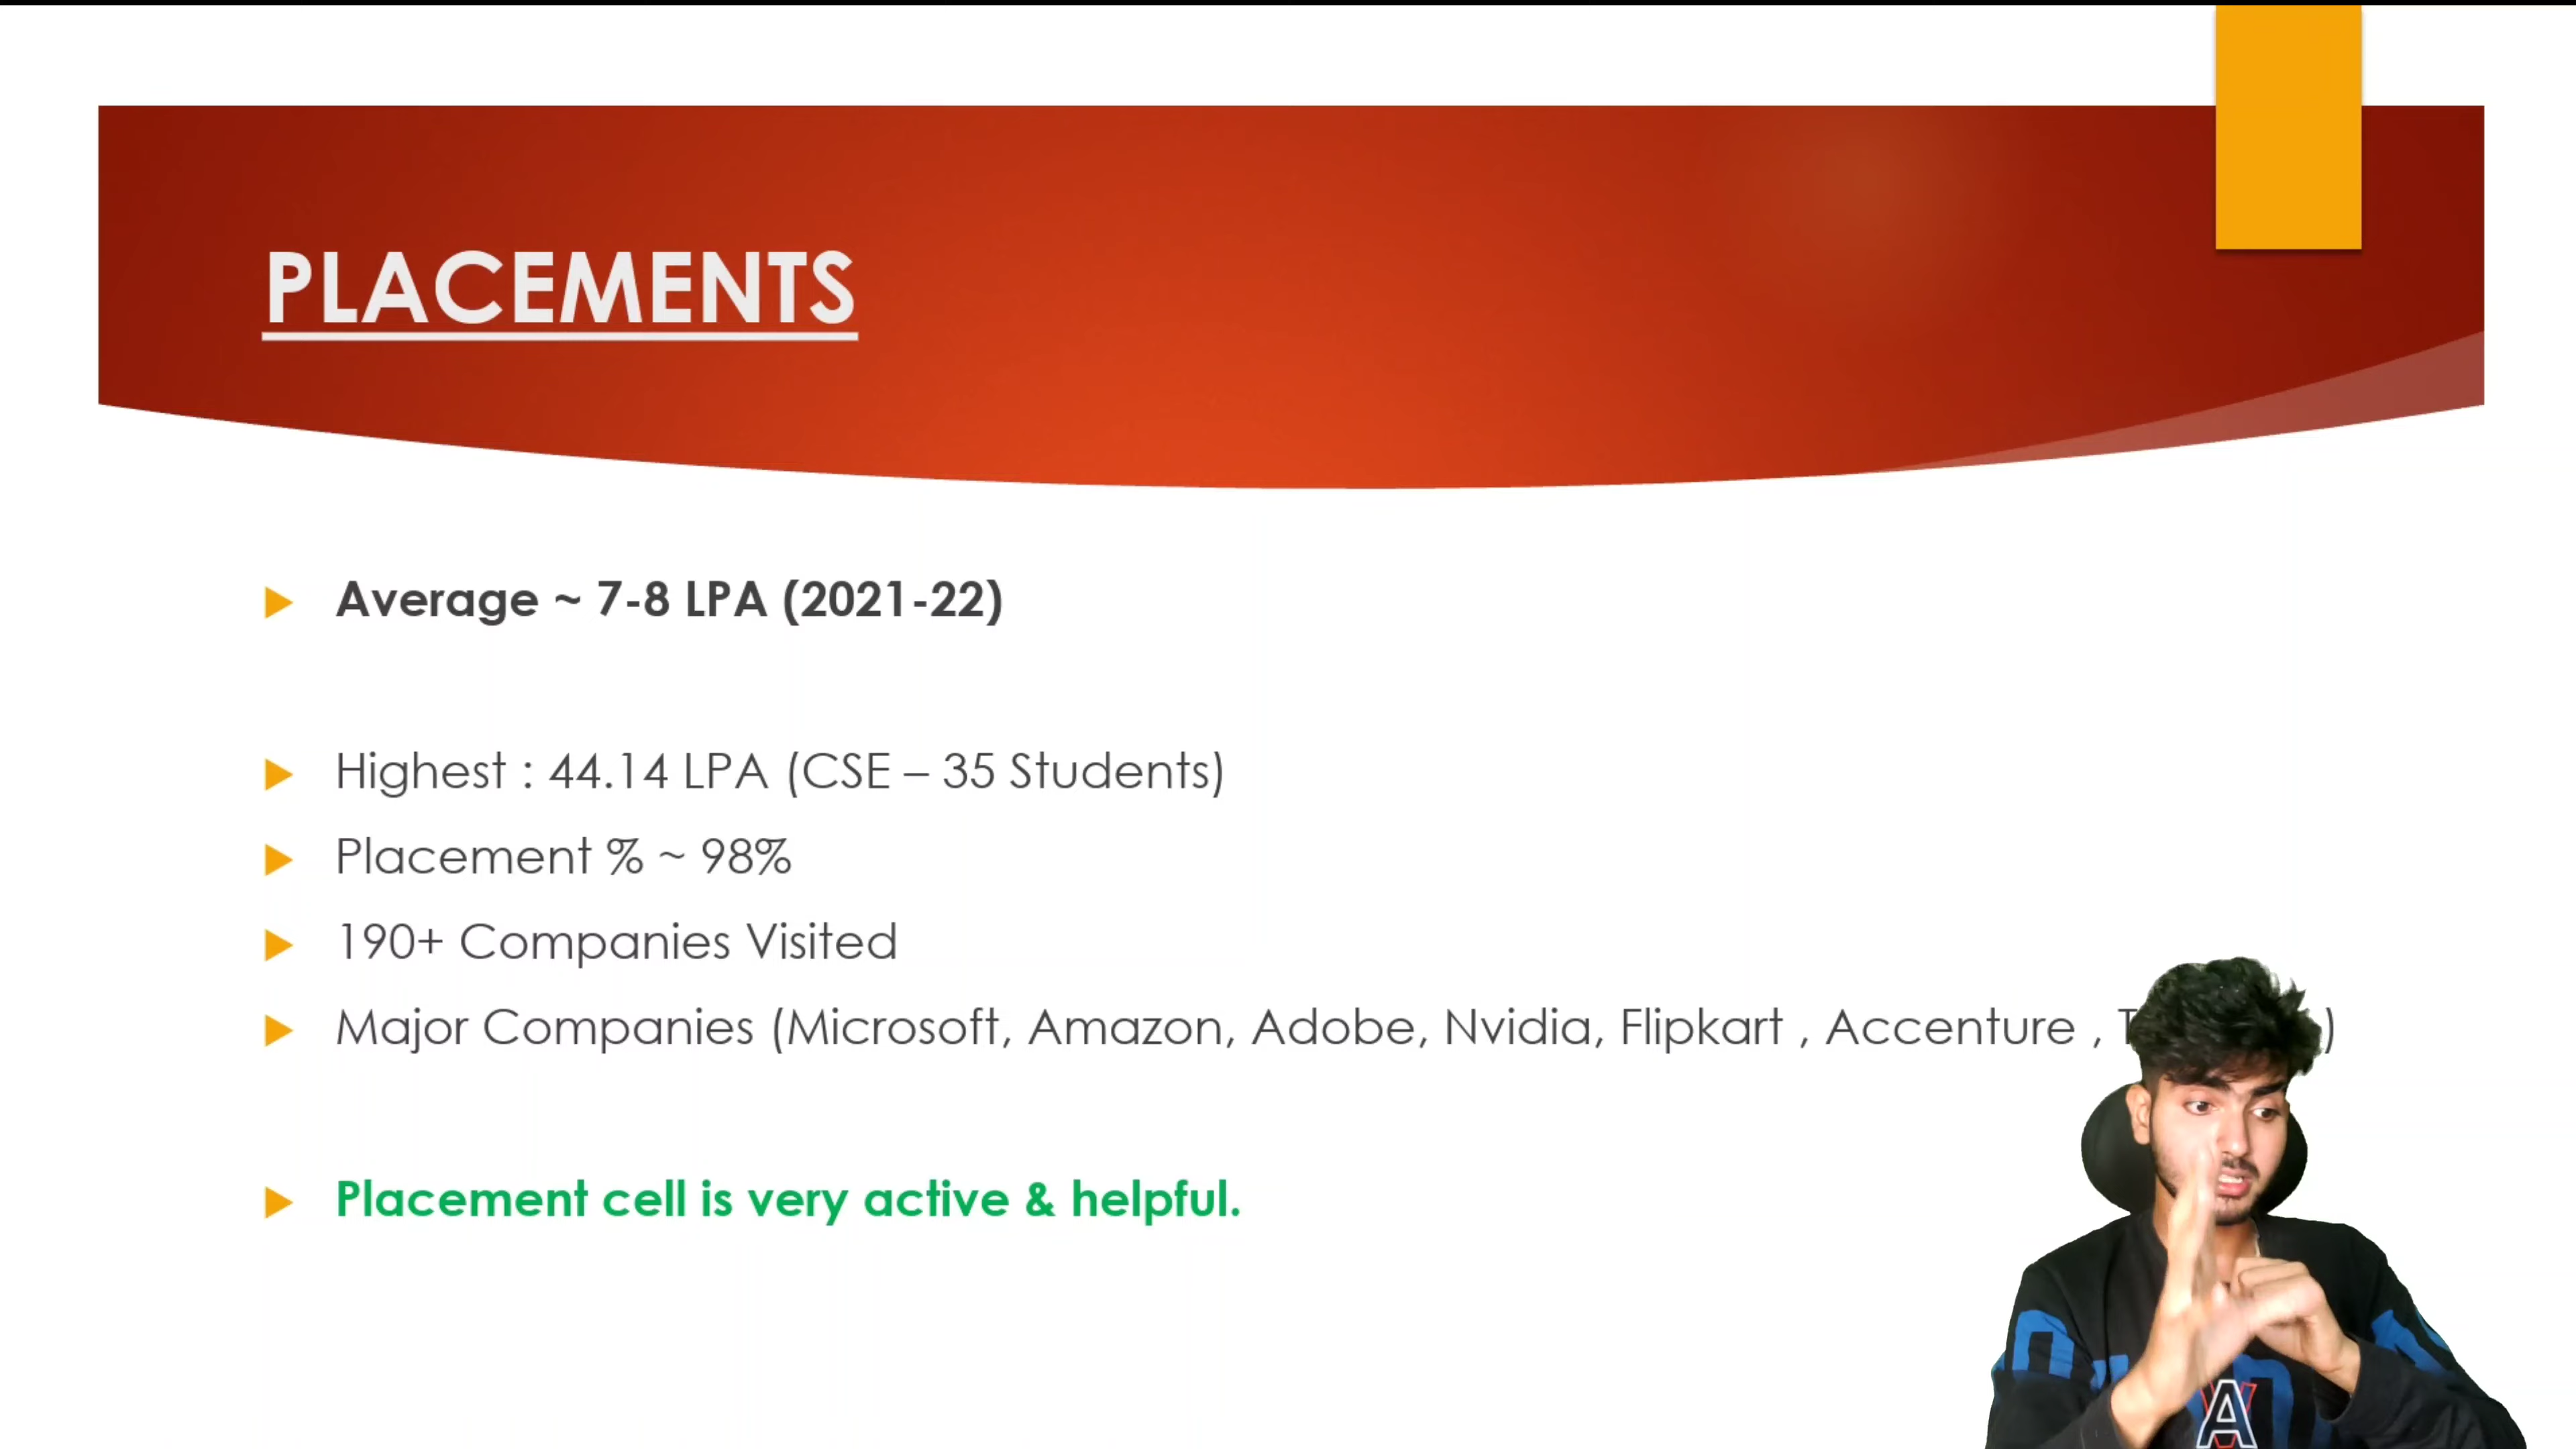 PLACEMENTS
Average ~ 7-8 LPA (2021-22)
Highest : 44.14 LPA (CSE – 35 Students)
Placement % ~ 98%
190+ Companies Visited
Major Companies (Microsoft, Amazon, Adobe, Nvidia, Flipkart , Accenture , )
Placement cell is very active & helpful.
A